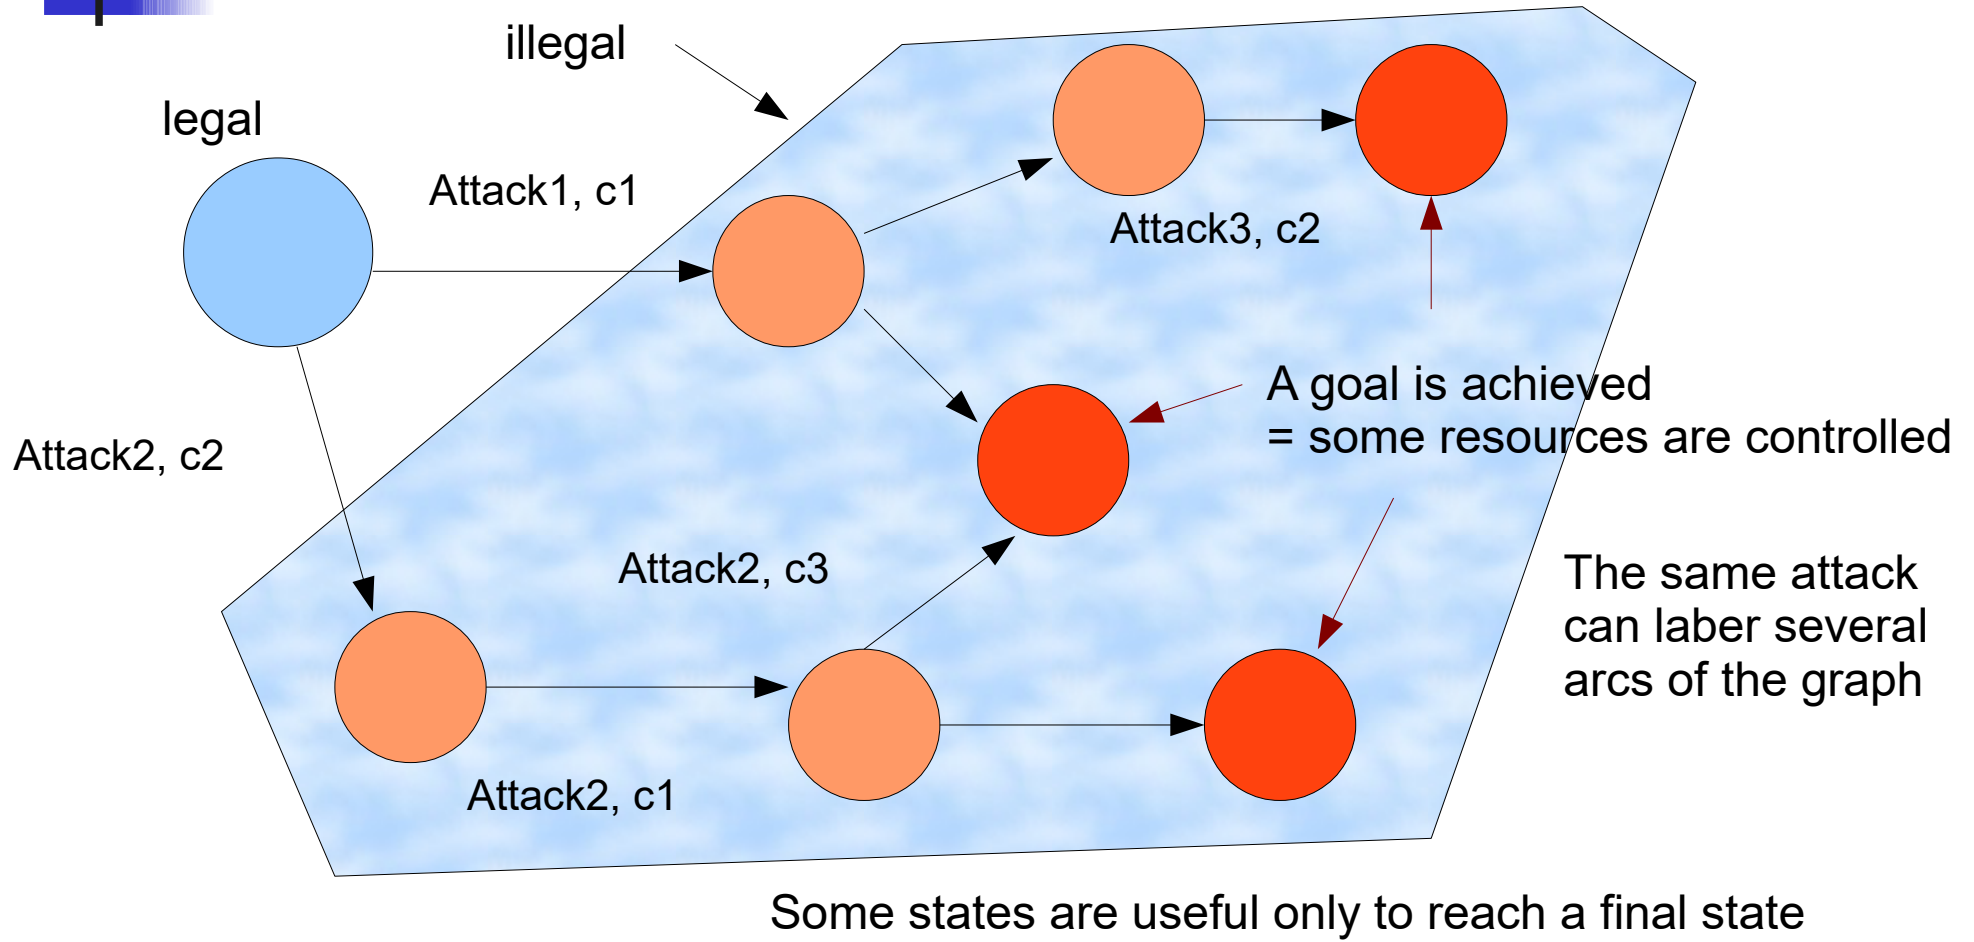 illegal
legal
Attack1, c1
Attack3, c2
A goal is achieved
= some resources are controlled
Attack2, c2
Attack2, c3
The same attack
can laber several
arcs of the graph
Attack2, c1
Some states are useful only to reach a final state